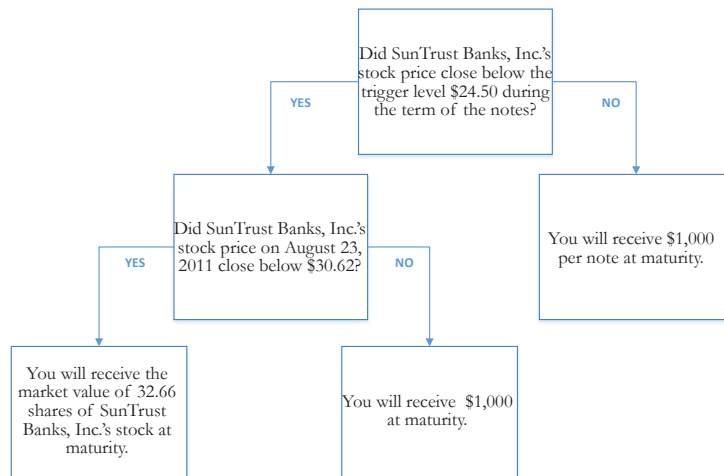 Did SunTrust Banks, Inc.'s
stock price close below the
trigger level $24.50 during
the term of the notes?
YES
NO
Did SunTrust Banks, Inc.'s
stock price on August 23,
2011 close below $30.62?
You will receive $1,000
per note at maturity.
YES
NO
You will receive the
market value of 32.66
shares of SunTrust
Banks, Inc.'s stock at
maturity.
You will receive $1,000
at maturity.